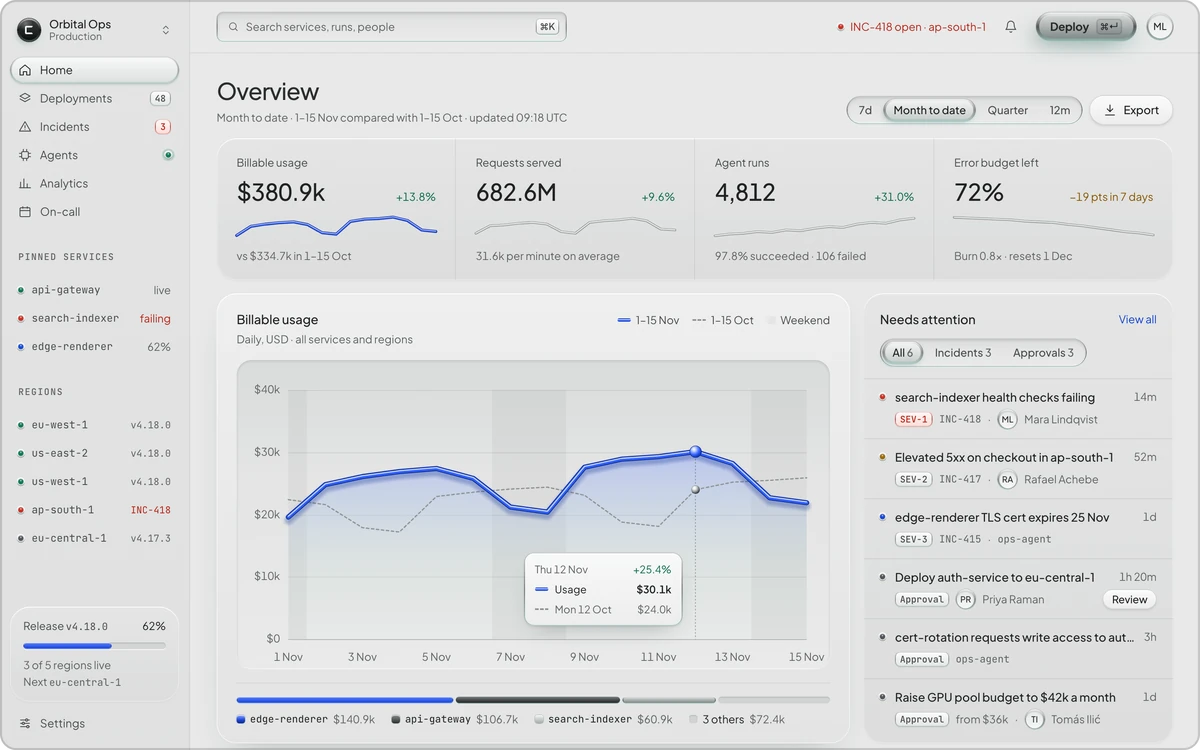 C
Orbital Ops
Production
Search services, runs, people
⌘K
INC-418 open · ap-south-1
Deploy ⌘↵
ML
Home
Deployments 48
Incidents 3
Agents
Analytics
On-call
PINNED SERVICES
api-gateway live
search-indexer failing
edge-renderer 62%
REGIONS
eu-west-1 v4.18.0
us-east-2 v4.18.0
us-west-1 v4.18.0
ap-south-1 INC-418
eu-central-1 v4.17.3
Release v4.18.0 62%
3 of 5 regions live
Next eu-central-1
Settings
Overview
Month to date · 1–15 Nov compared with 1–15 Oct · updated 09:18 UTC
7d Month to date Quarter 12m
Export
Billable usage
$380.9k +13.8%
vs $334.7k in 1–15 Oct
Requests served
682.6M +9.6%
31.6k per minute on average
Agent runs
4,812 +31.0%
97.8% succeeded · 106 failed
Error budget left
72% −19 pts in 7 days
Burn 0.8× · resets 1 Dec
Billable usage
Daily, USD · all services and regions
1–15 Nov 1–15 Oct Weekend
$40k
$30k
$20k
$10k
$0
1 Nov 3 Nov 5 Nov 7 Nov 9 Nov 11 Nov 13 Nov 15 Nov
Thu 12 Nov +25.4%
Usage $30.1k
Mon 12 Oct $24.0k
edge-renderer $140.9k api-gateway $106.7k search-indexer $60.9k 3 others $72.4k
Needs attention
View all
All 6 Incidents 3 Approvals 3
search-indexer health checks failing 14m
SEV-1 INC-418 · ML Mara Lindqvist
Elevated 5xx on checkout in ap-south-1 52m
SEV-2 INC-417 · RA Rafael Achebe
edge-renderer TLS cert expires 25 Nov 1d
SEV-3 INC-415 · ops-agent
Deploy auth-service to eu-central-1 1h 20m
Approval PR Priya Raman Review
cert-rotation requests write access to aut… 3h
Approval ops-agent
Raise GPU pool budget to $42k a month 1d
Approval from $36k · TI Tomás Ilić